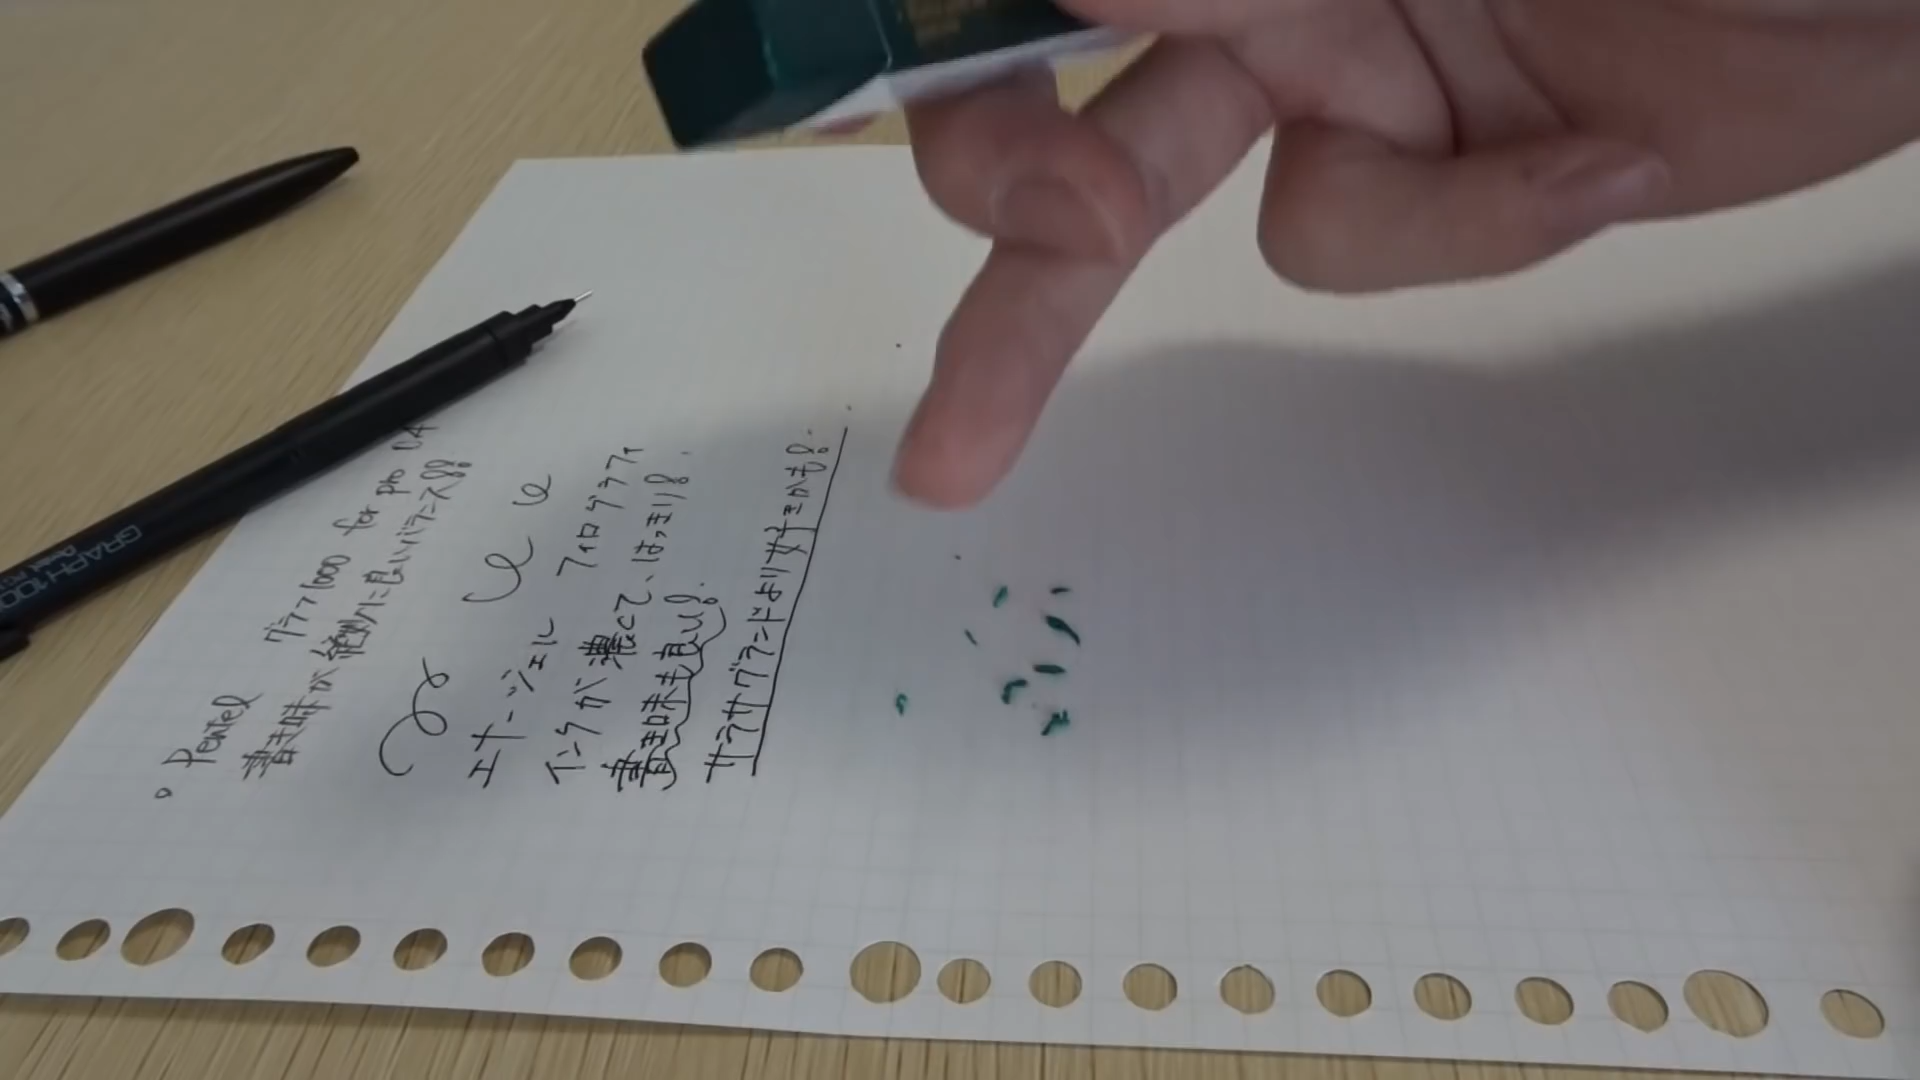 。Pentel グラフ1000 for pro 0.4
書き味が絶妙に良いバランス!!
エナージェル フィログラフィ
インクが濃くて、はっきり!
書き味も良い!
サラサグランドより好きかも!
GRAPH 1000
Pentel